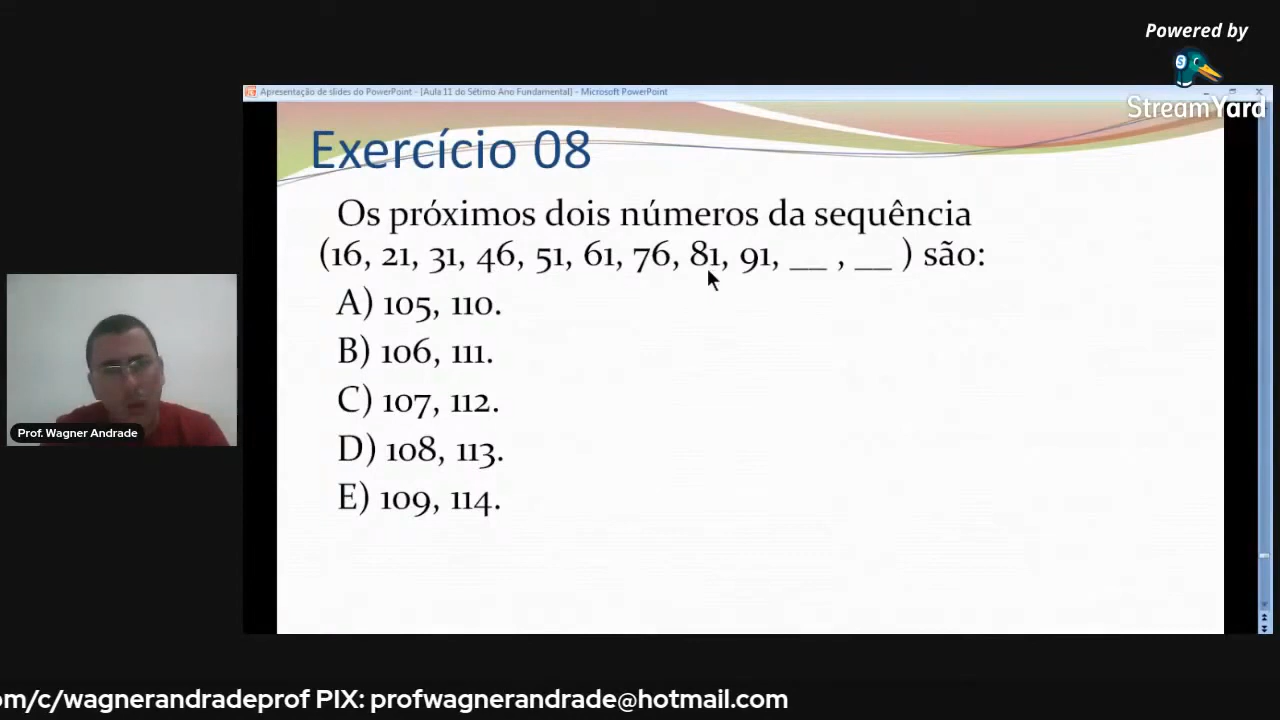 Powered by
StreamYard
Apresentação de slides do PowerPoint - [Aula 11 do Sétimo Ano Fundamental] - Microsoft PowerPoint
Exercício 08
Os próximos dois números da sequência
(16, 21, 31, 46, 51, 61, 76, 81, 91, __ , __ ) são:
A) 105, 110.
B) 106, 111.
C) 107, 112.
D) 108, 113.
E) 109, 114.
Prof. Wagner Andrade
om/c/wagnerandradeprof PIX: profwagnerandrade@hotmail.com